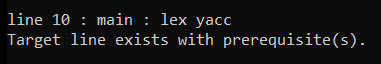 line 10 : main : lex yacc
Target line exists with prerequisite(s).